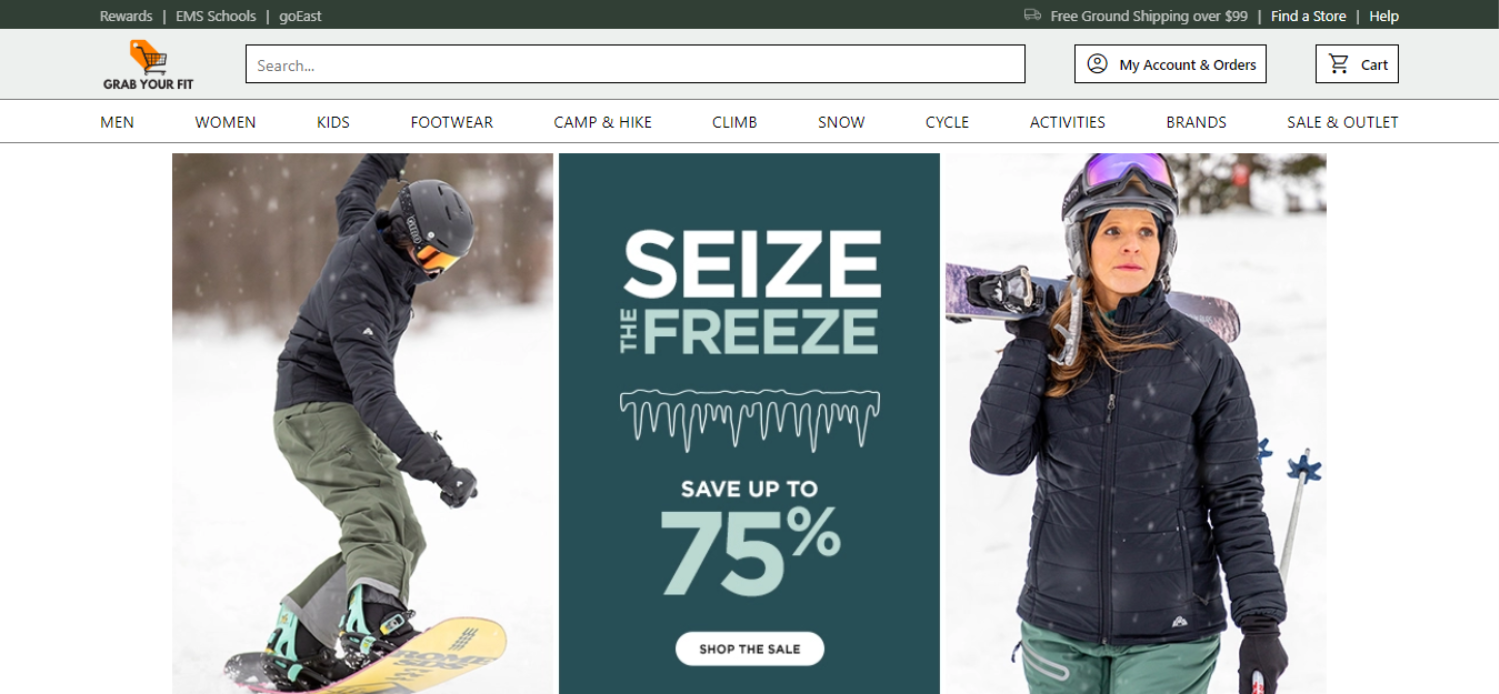 Rewards | EMS Schools | goEast
Free Ground Shipping over $99 | Find a Store | Help
GRAB YOUR FIT
Search...
My Account & Orders
Cart
MEN WOMEN KIDS FOOTWEAR CAMP & HIKE CLIMB SNOW CYCLE ACTIVITIES BRANDS SALE & OUTLET
SEIZE
THE FREEZE
SAVE UP TO
75%
SHOP THE SALE
ROME
SDS